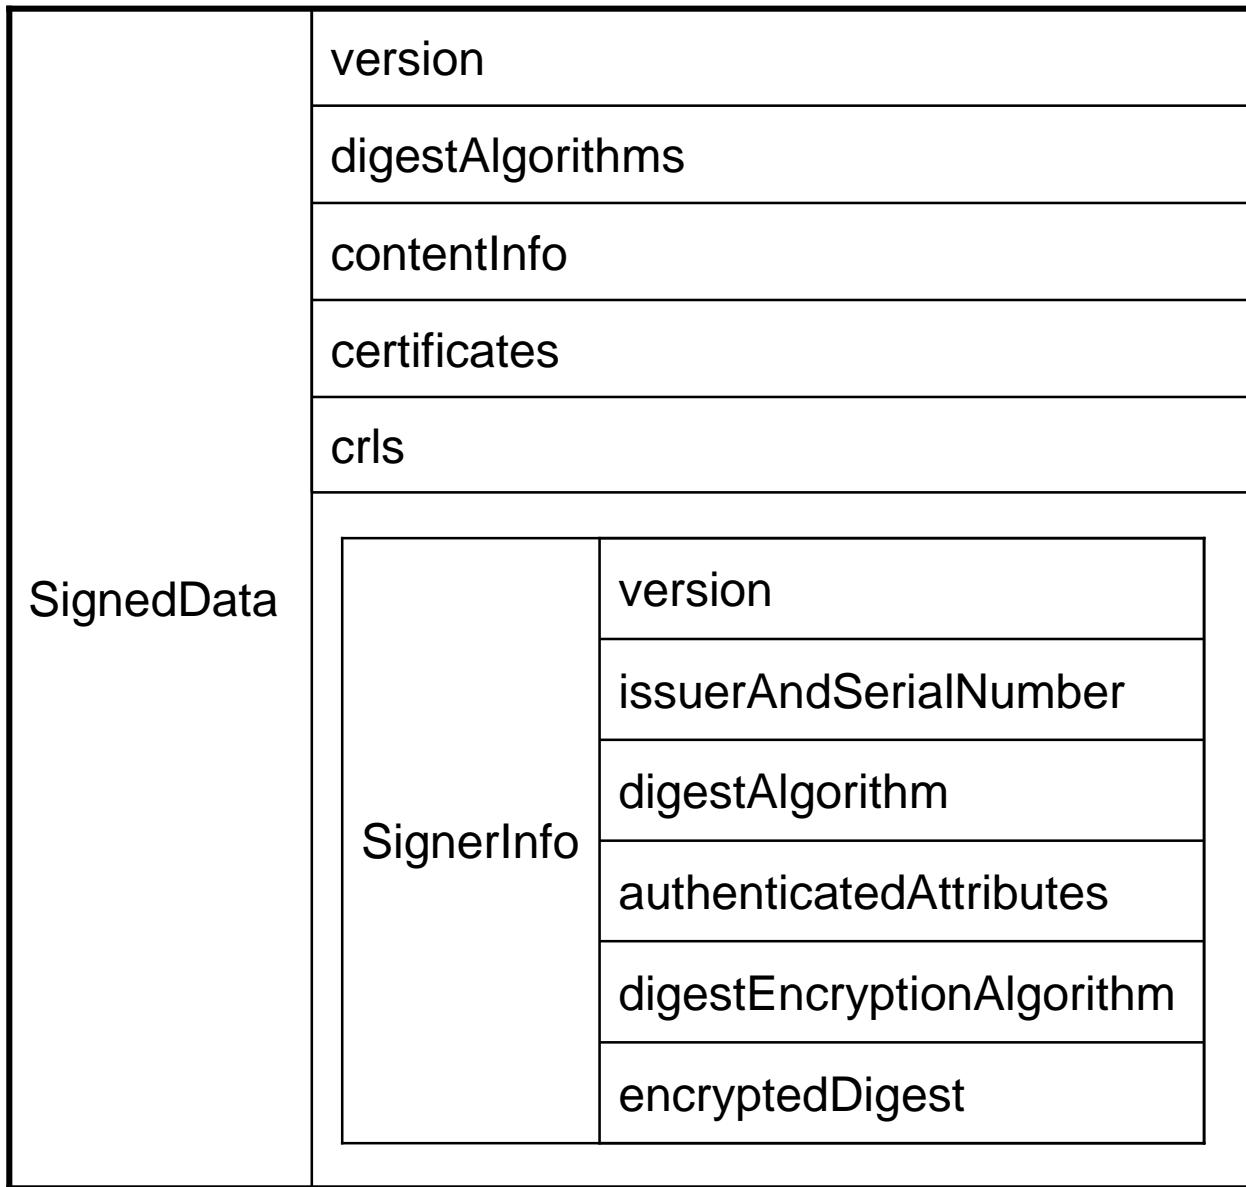 version
digestAlgorithms
contentInfo
certificates
crls
SignedData
SignerInfo
version
issuerAndSerialNumber
digestAlgorithm
authenticatedAttributes
digestEncryptionAlgorithm
encryptedDigest